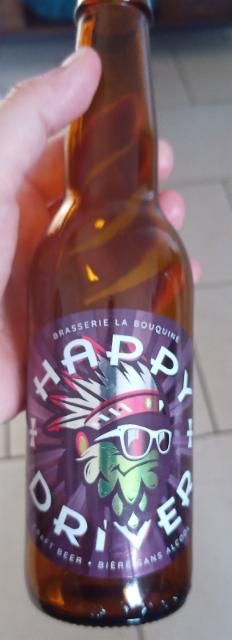 BRASSERIE LA BOUQUINE
HAPPY
DRIVER
CRAFT BEER • BIÈRE SANS ALCOOL